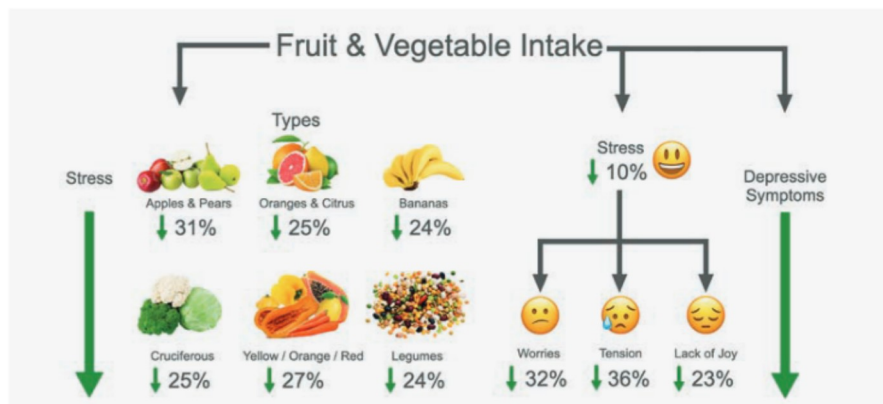 Fruit & Vegetable Intake
Types
Stress
Apples & Pears
31%
Oranges & Citrus
25%
Bananas
24%
Cruciferous
25%
Yellow / Orange / Red
27%
Legumes
24%
Stress
10%
Worries
32%
Tension
36%
Lack of Joy
23%
Depressive
Symptoms